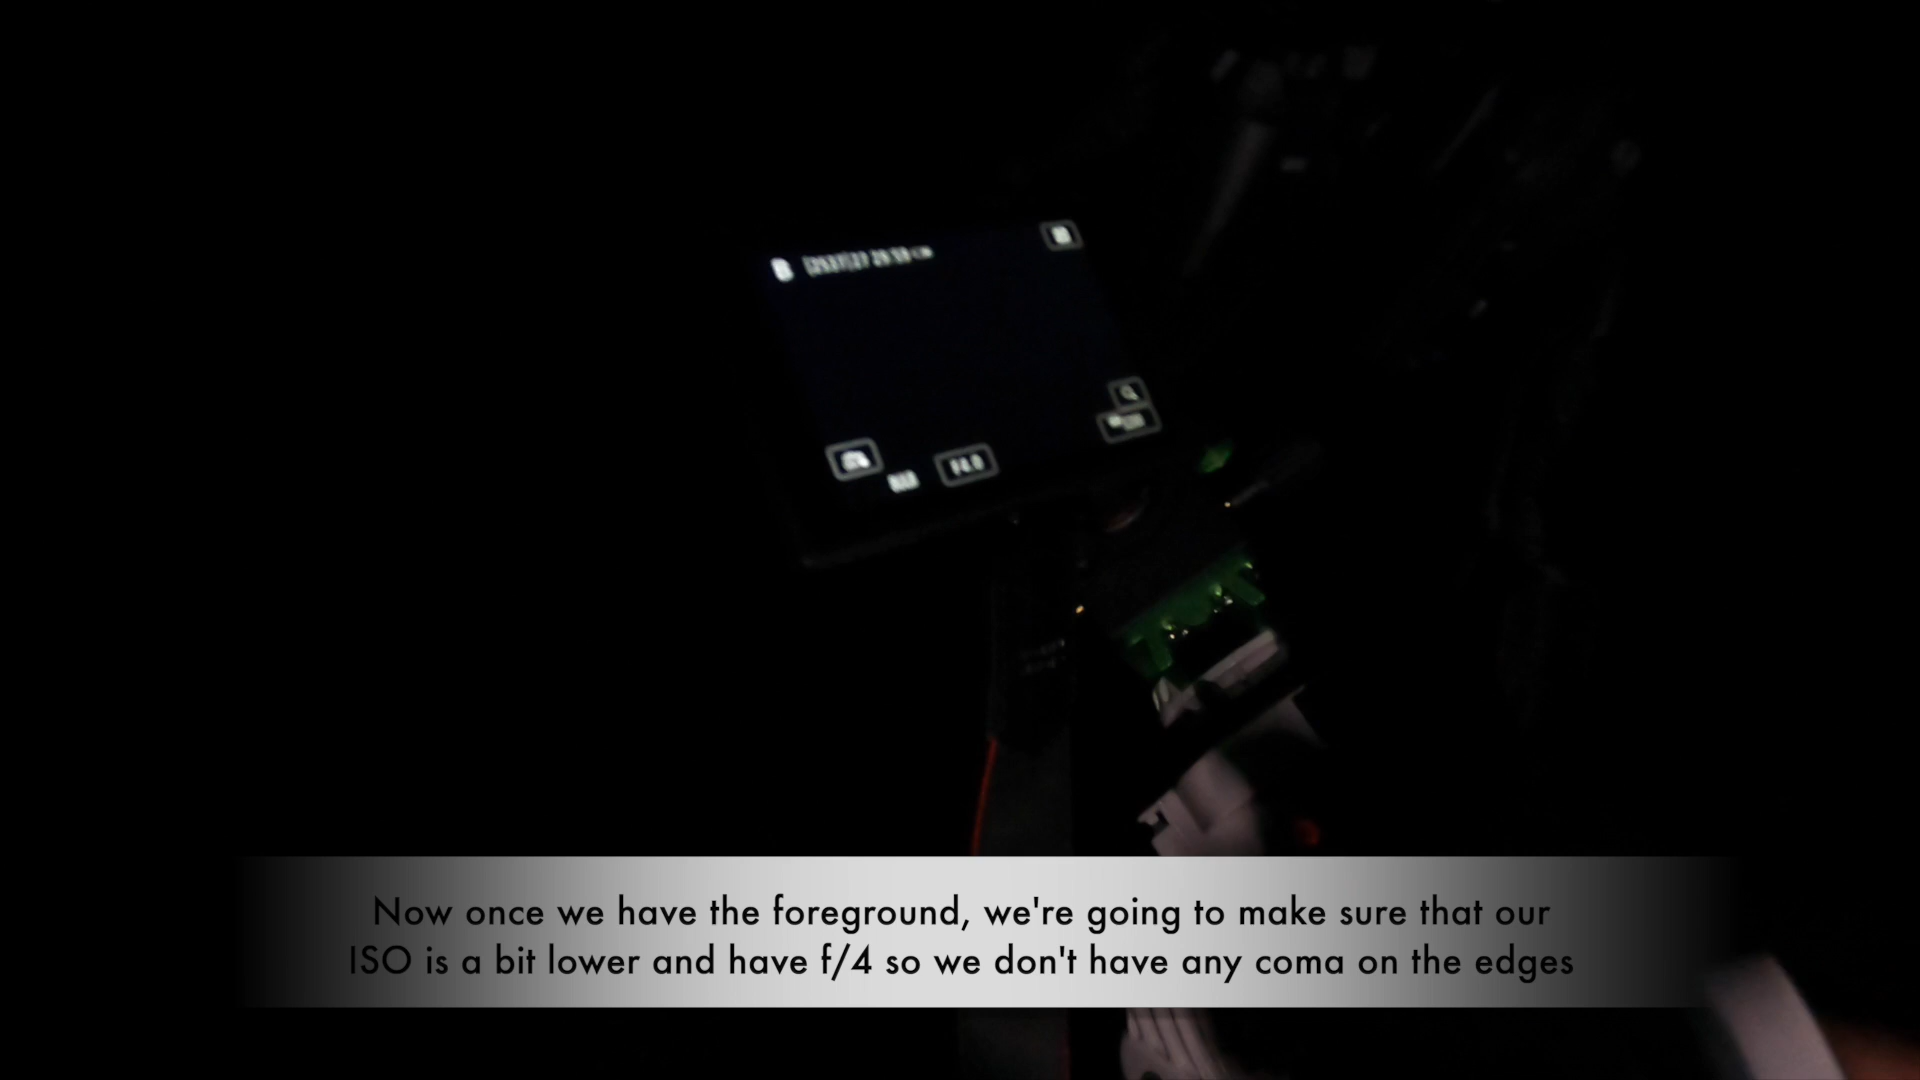 F4.0
Now once we have the foreground, we're going to make sure that our
ISO is a bit lower and have f/4 so we don't have any coma on the edges